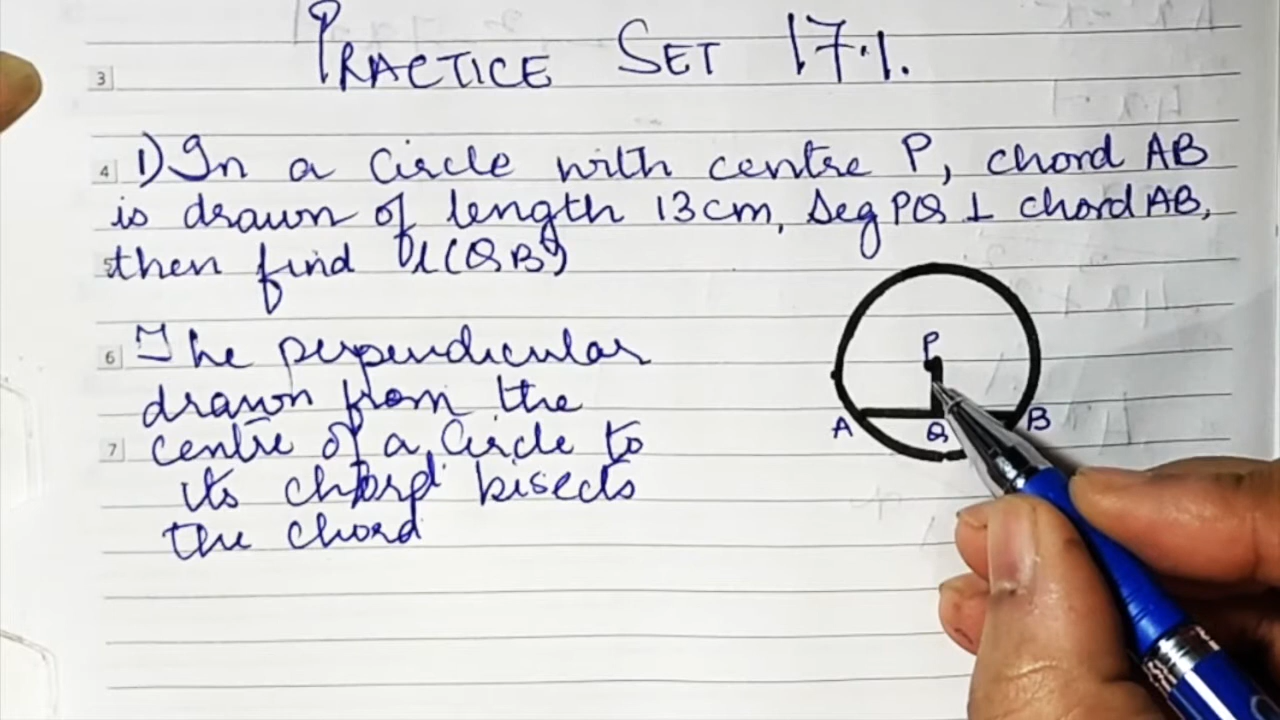 PRACTICE SET 17.1.
3
4 1) In a Circle with centre P, chord AB
is drawn of length 13cm, Seg PQ ⊥ chord AB,
5 then find l(QB)
6 The perpendicular
drawn from the
7 centre of a Circle to
its chord bisects
the chord
P
A Q B